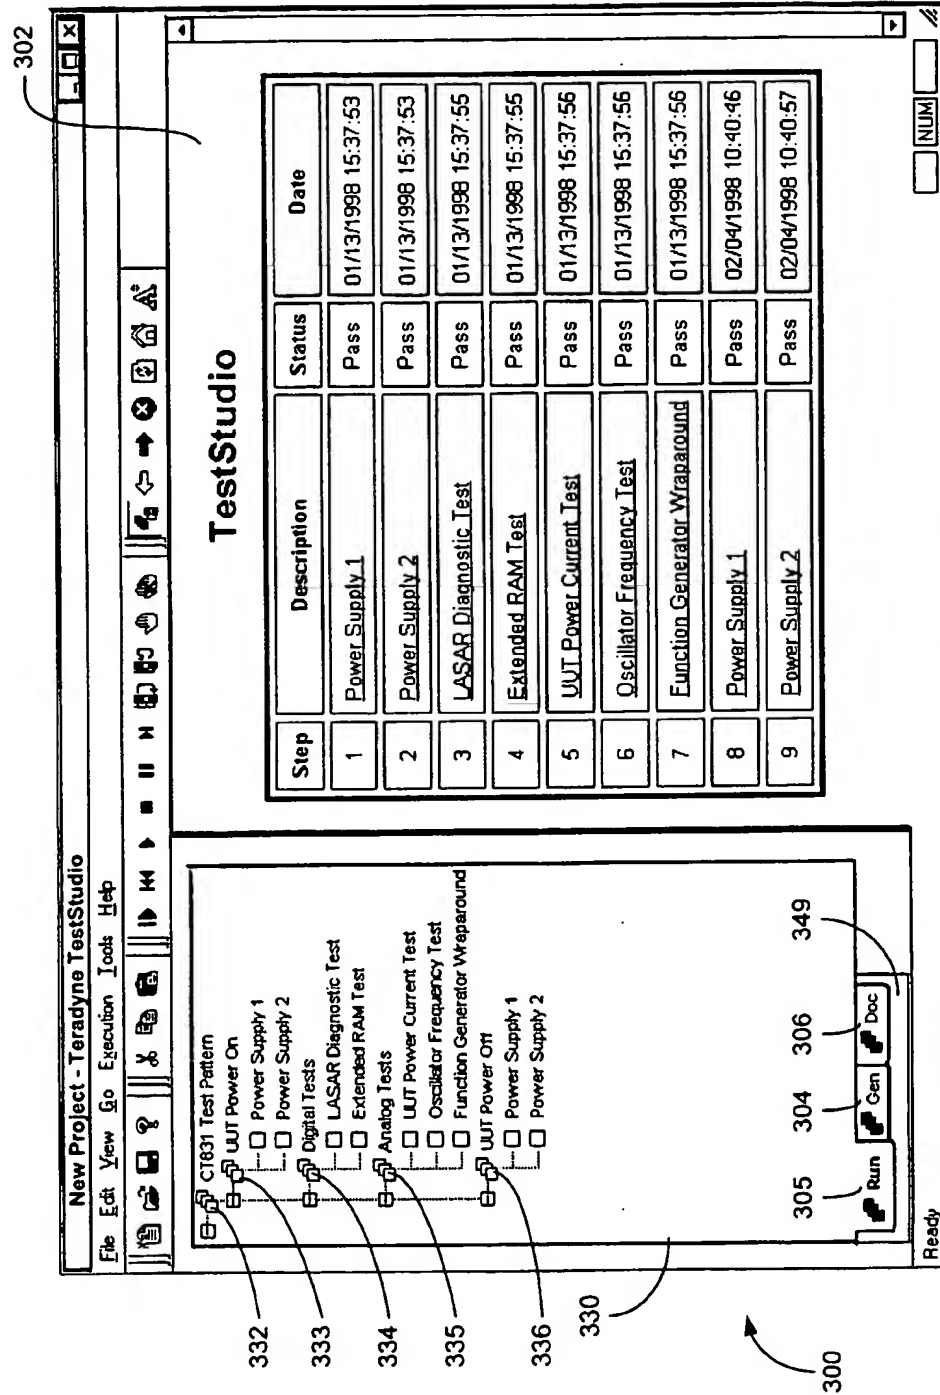 302
New Project - Teradyne TestStudio
File Edit View Go Execution Tools Help
TestStudio
Step Description Status Date
1 Power Supply 1 Pass 01/13/1998 15:37:53
2 Power Supply 2 Pass 01/13/1998 15:37:53
3 LASAR Diagnostic Test Pass 01/13/1998 15:37:55
4 Extended RAM Test Pass 01/13/1998 15:37:55
5 UUT Power Current Test Pass 01/13/1998 15:37:56
6 Oscillator Frequency Test Pass 01/13/1998 15:37:56
7 Function Generator Wraparound Pass 01/13/1998 15:37:56
8 Power Supply 1 Pass 02/04/1998 10:40:46
9 Power Supply 2 Pass 02/04/1998 10:40:57
CT831 Test Pattern
UUT Power On
Power Supply 1
Power Supply 2
Digital Tests
LASAR Diagnostic Test
Extended RAM Test
Analog Tests
UUT Power Current Test
Oscillator Frequency Test
Function Generator Wraparound
UUT Power Off
Power Supply 1
Power Supply 2
332
333
334
335
336
330
305
304
306
349
Run Gen Doc
Ready NUM
300